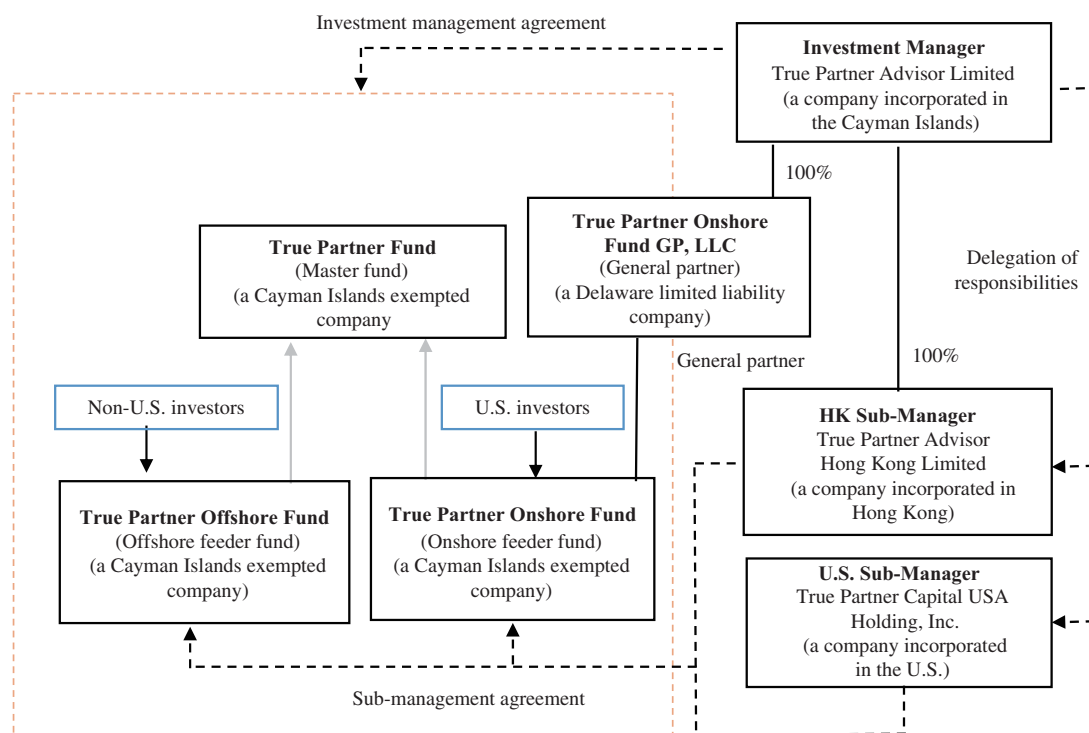 Investment management agreement
Investment Manager
True Partner Advisor Limited
(a company incorporated in
the Cayman Islands)
100%
True Partner Onshore
Fund GP, LLC
(General partner)
(a Delaware limited liability
company)
True Partner Fund
(Master fund)
(a Cayman Islands exempted
company
Delegation of
responsibilities
General partner
100%
Non-U.S. investors
U.S. investors
HK Sub-Manager
True Partner Advisor
Hong Kong Limited
(a company incorporated in
Hong Kong)
True Partner Offshore Fund
(Offshore feeder fund)
(a Cayman Islands exempted
company)
True Partner Onshore Fund
(Onshore feeder fund)
(a Cayman Islands exempted
company)
U.S. Sub-Manager
True Partner Capital USA
Holding, Inc.
(a company incorporated
in the U.S.)
Sub-management agreement